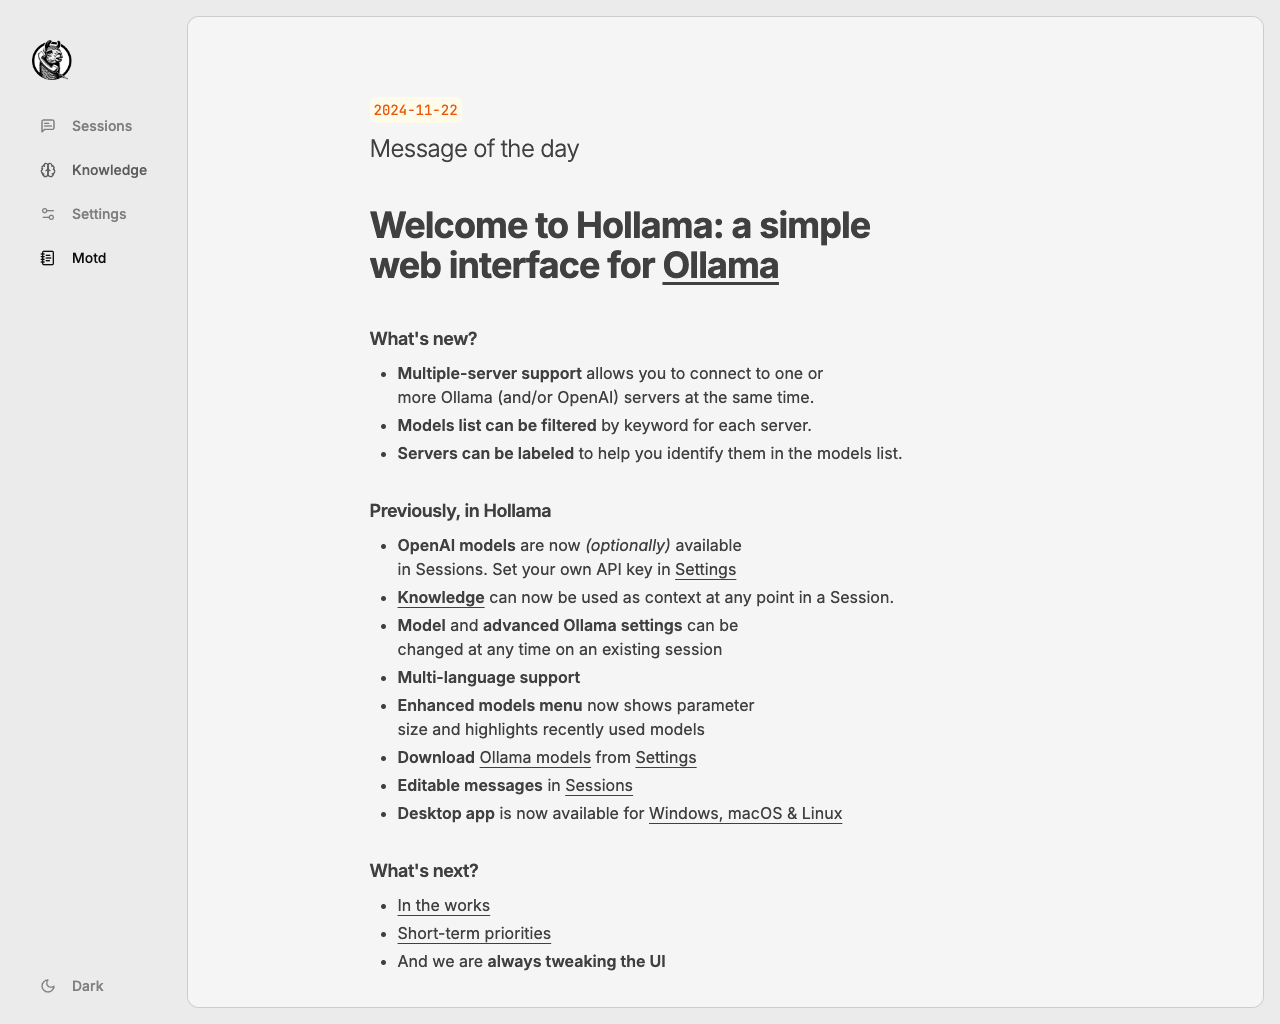 Sessions
Knowledge
Settings
Motd
Dark
2024-11-22
Message of the day
Welcome to Hollama: a simple
web interface for Ollama
What's new?
Multiple-server support allows you to connect to one or
more Ollama (and/or OpenAI) servers at the same time.
Models list can be filtered by keyword for each server.
Servers can be labeled to help you identify them in the models list.
Previously, in Hollama
OpenAI models are now (optionally) available
in Sessions. Set your own API key in Settings
Knowledge can now be used as context at any point in a Session.
Model and advanced Ollama settings can be
changed at any time on an existing session
Multi-language support
Enhanced models menu now shows parameter
size and highlights recently used models
Download Ollama models from Settings
Editable messages in Sessions
Desktop app is now available for Windows, macOS & Linux
What's next?
In the works
Short-term priorities
And we are always tweaking the UI